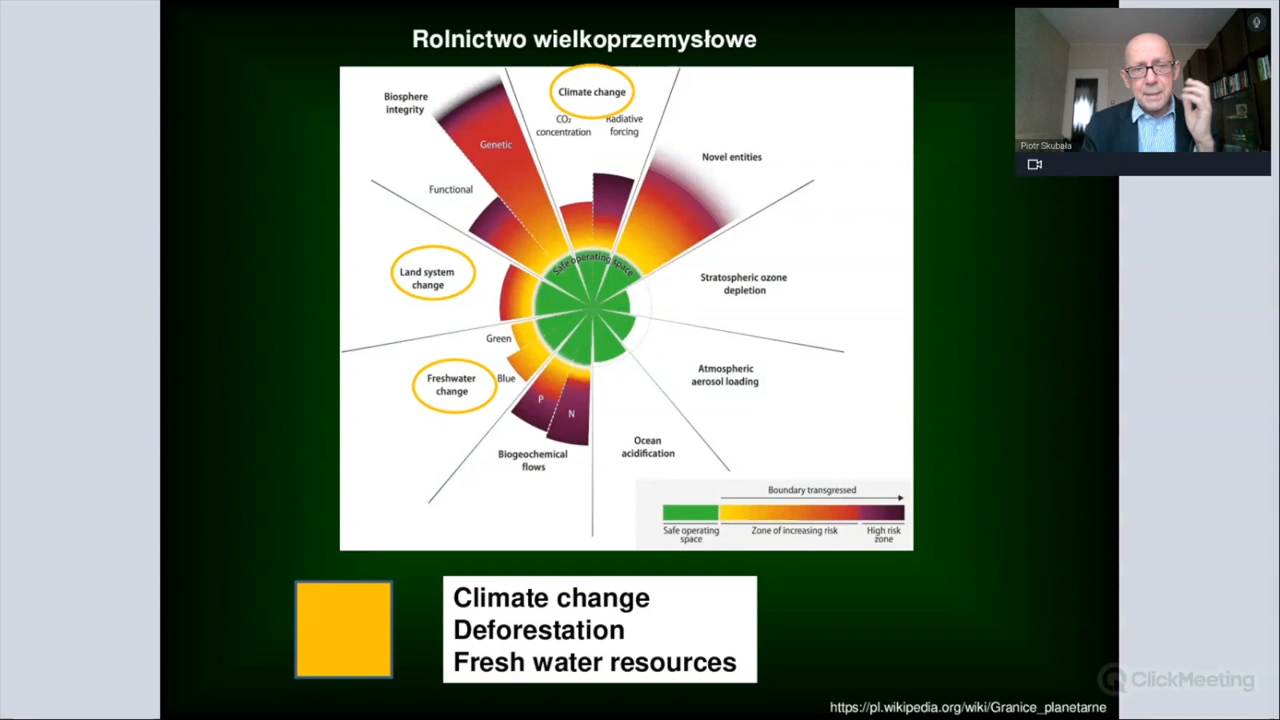 Rolnictwo wielkoprzemysłowe
Biosphere
integrity
Climate change
CO₂
concentration
Radiative
forcing
Genetic
Novel entities
Functional
Safe operating space
Land system
change
Stratospheric ozone
depletion
Green
Freshwater
change
Blue
Atmospheric
aerosol loading
P
N
Biogeochemical
flows
Ocean
acidification
Boundary transgressed
Safe operating
space
Zone of increasing risk
High risk
zone
Climate change
Deforestation
Fresh water resources
https://pl.wikipedia.org/wiki/Granice_planetarne
Piotr Skubała
ClickMeeting